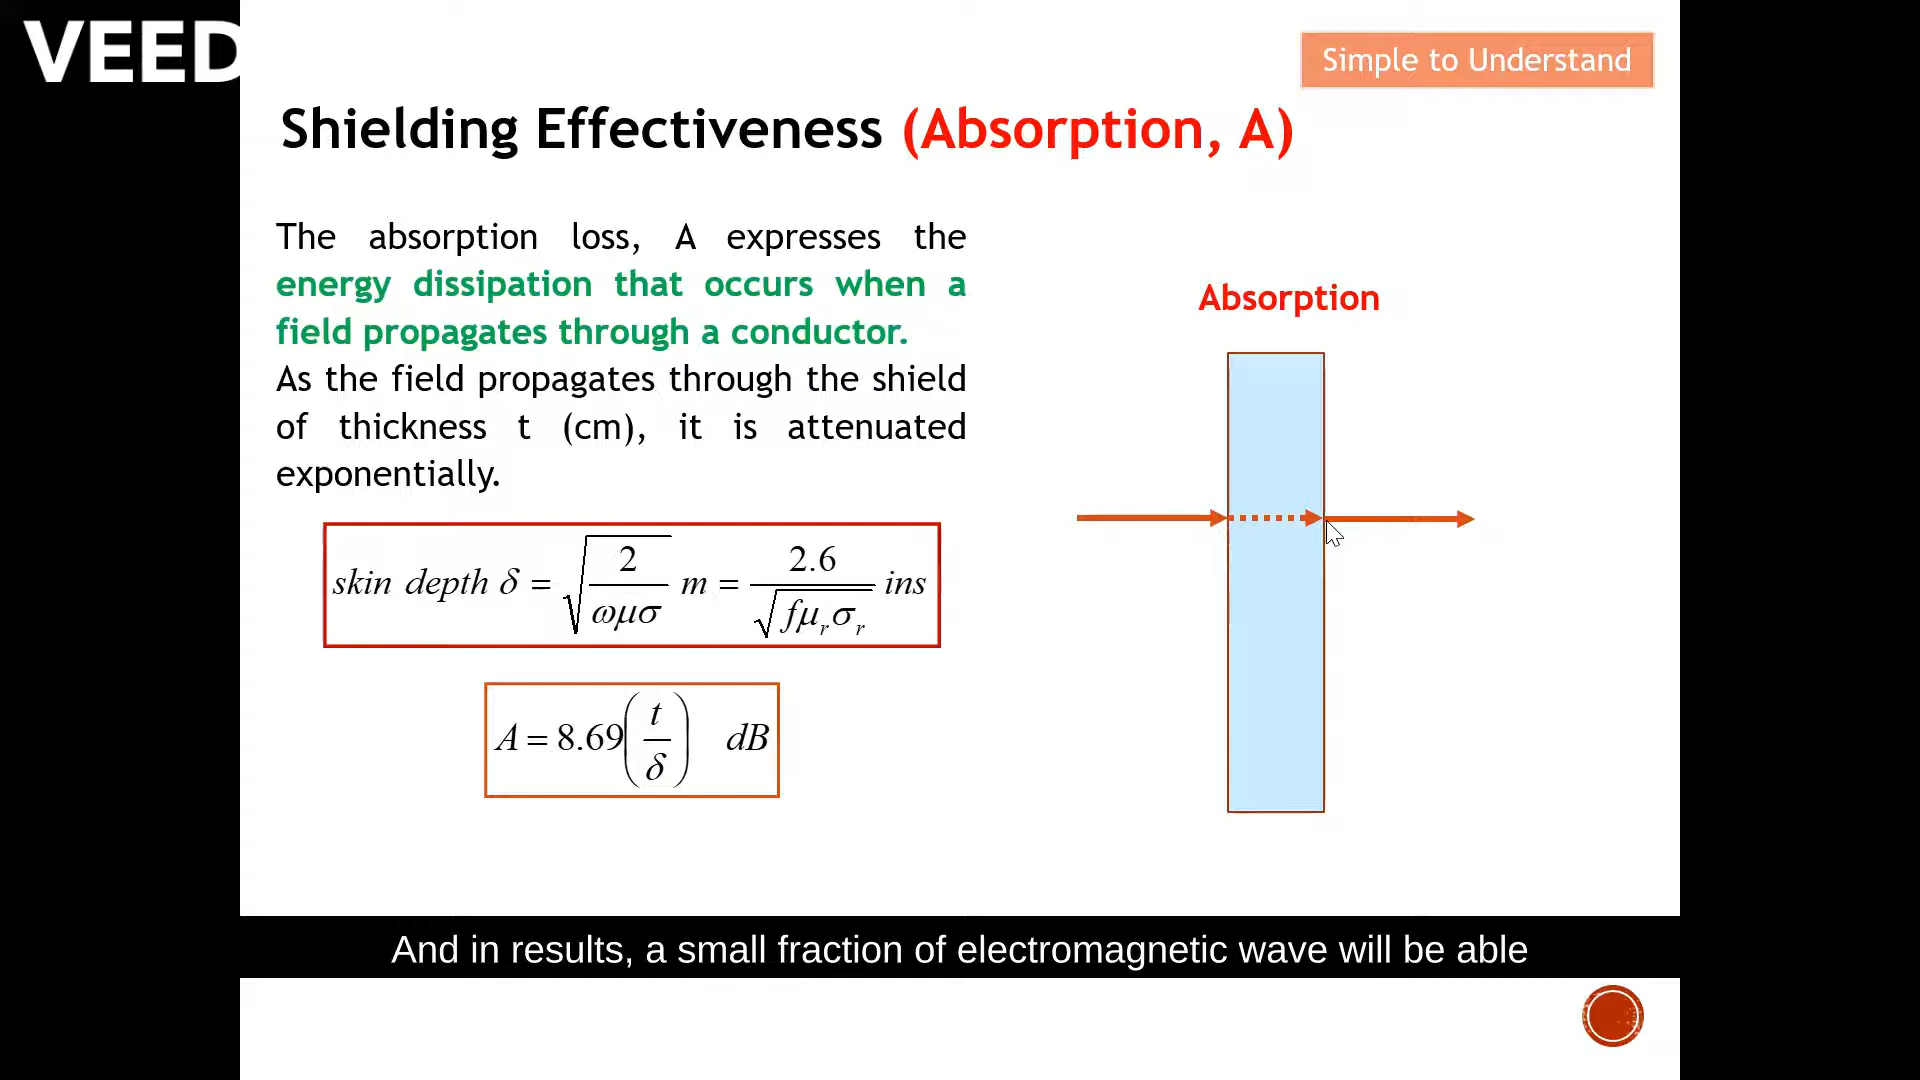 VEED
Simple to Understand
Shielding Effectiveness (Absorption, A)
The absorption loss, A expresses the
energy dissipation that occurs when a
field propagates through a conductor.
As the field propagates through the shield
of thickness t (cm), it is attenuated
exponentially.
Absorption
skin depth δ = √(2/ωμσ) m = 2.6/√(fμᵣσᵣ) ins
A = 8.69(t/δ) dB
And in results, a small fraction of electromagnetic wave will be able